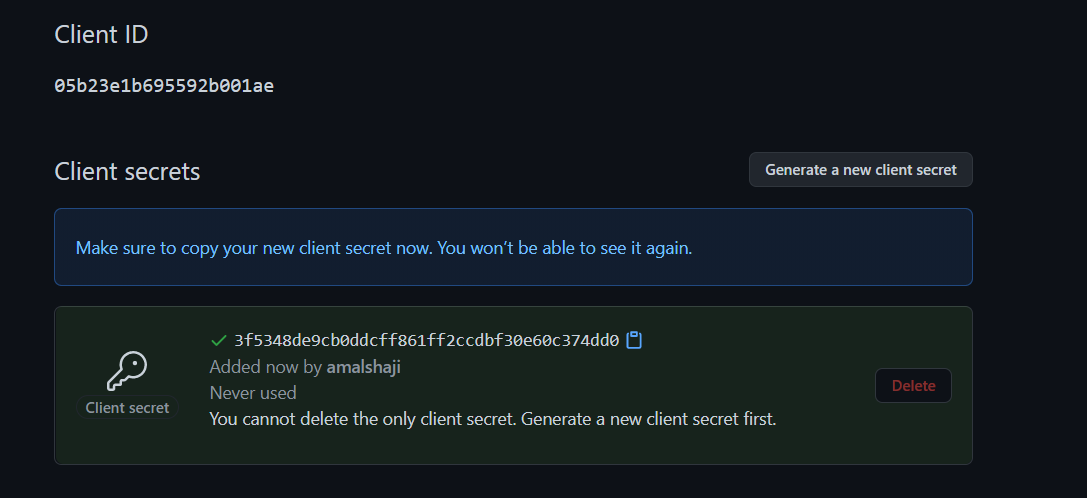 Client ID
05b23e1b695592b001ae
Client secrets
Generate a new client secret
Make sure to copy your new client secret now. You won’t be able to see it again.
3f5348de9cb0ddcff861ff2ccdbf30e60c374dd0
Added now by amalshaji
Never used
Client secret
You cannot delete the only client secret. Generate a new client secret first.
Delete